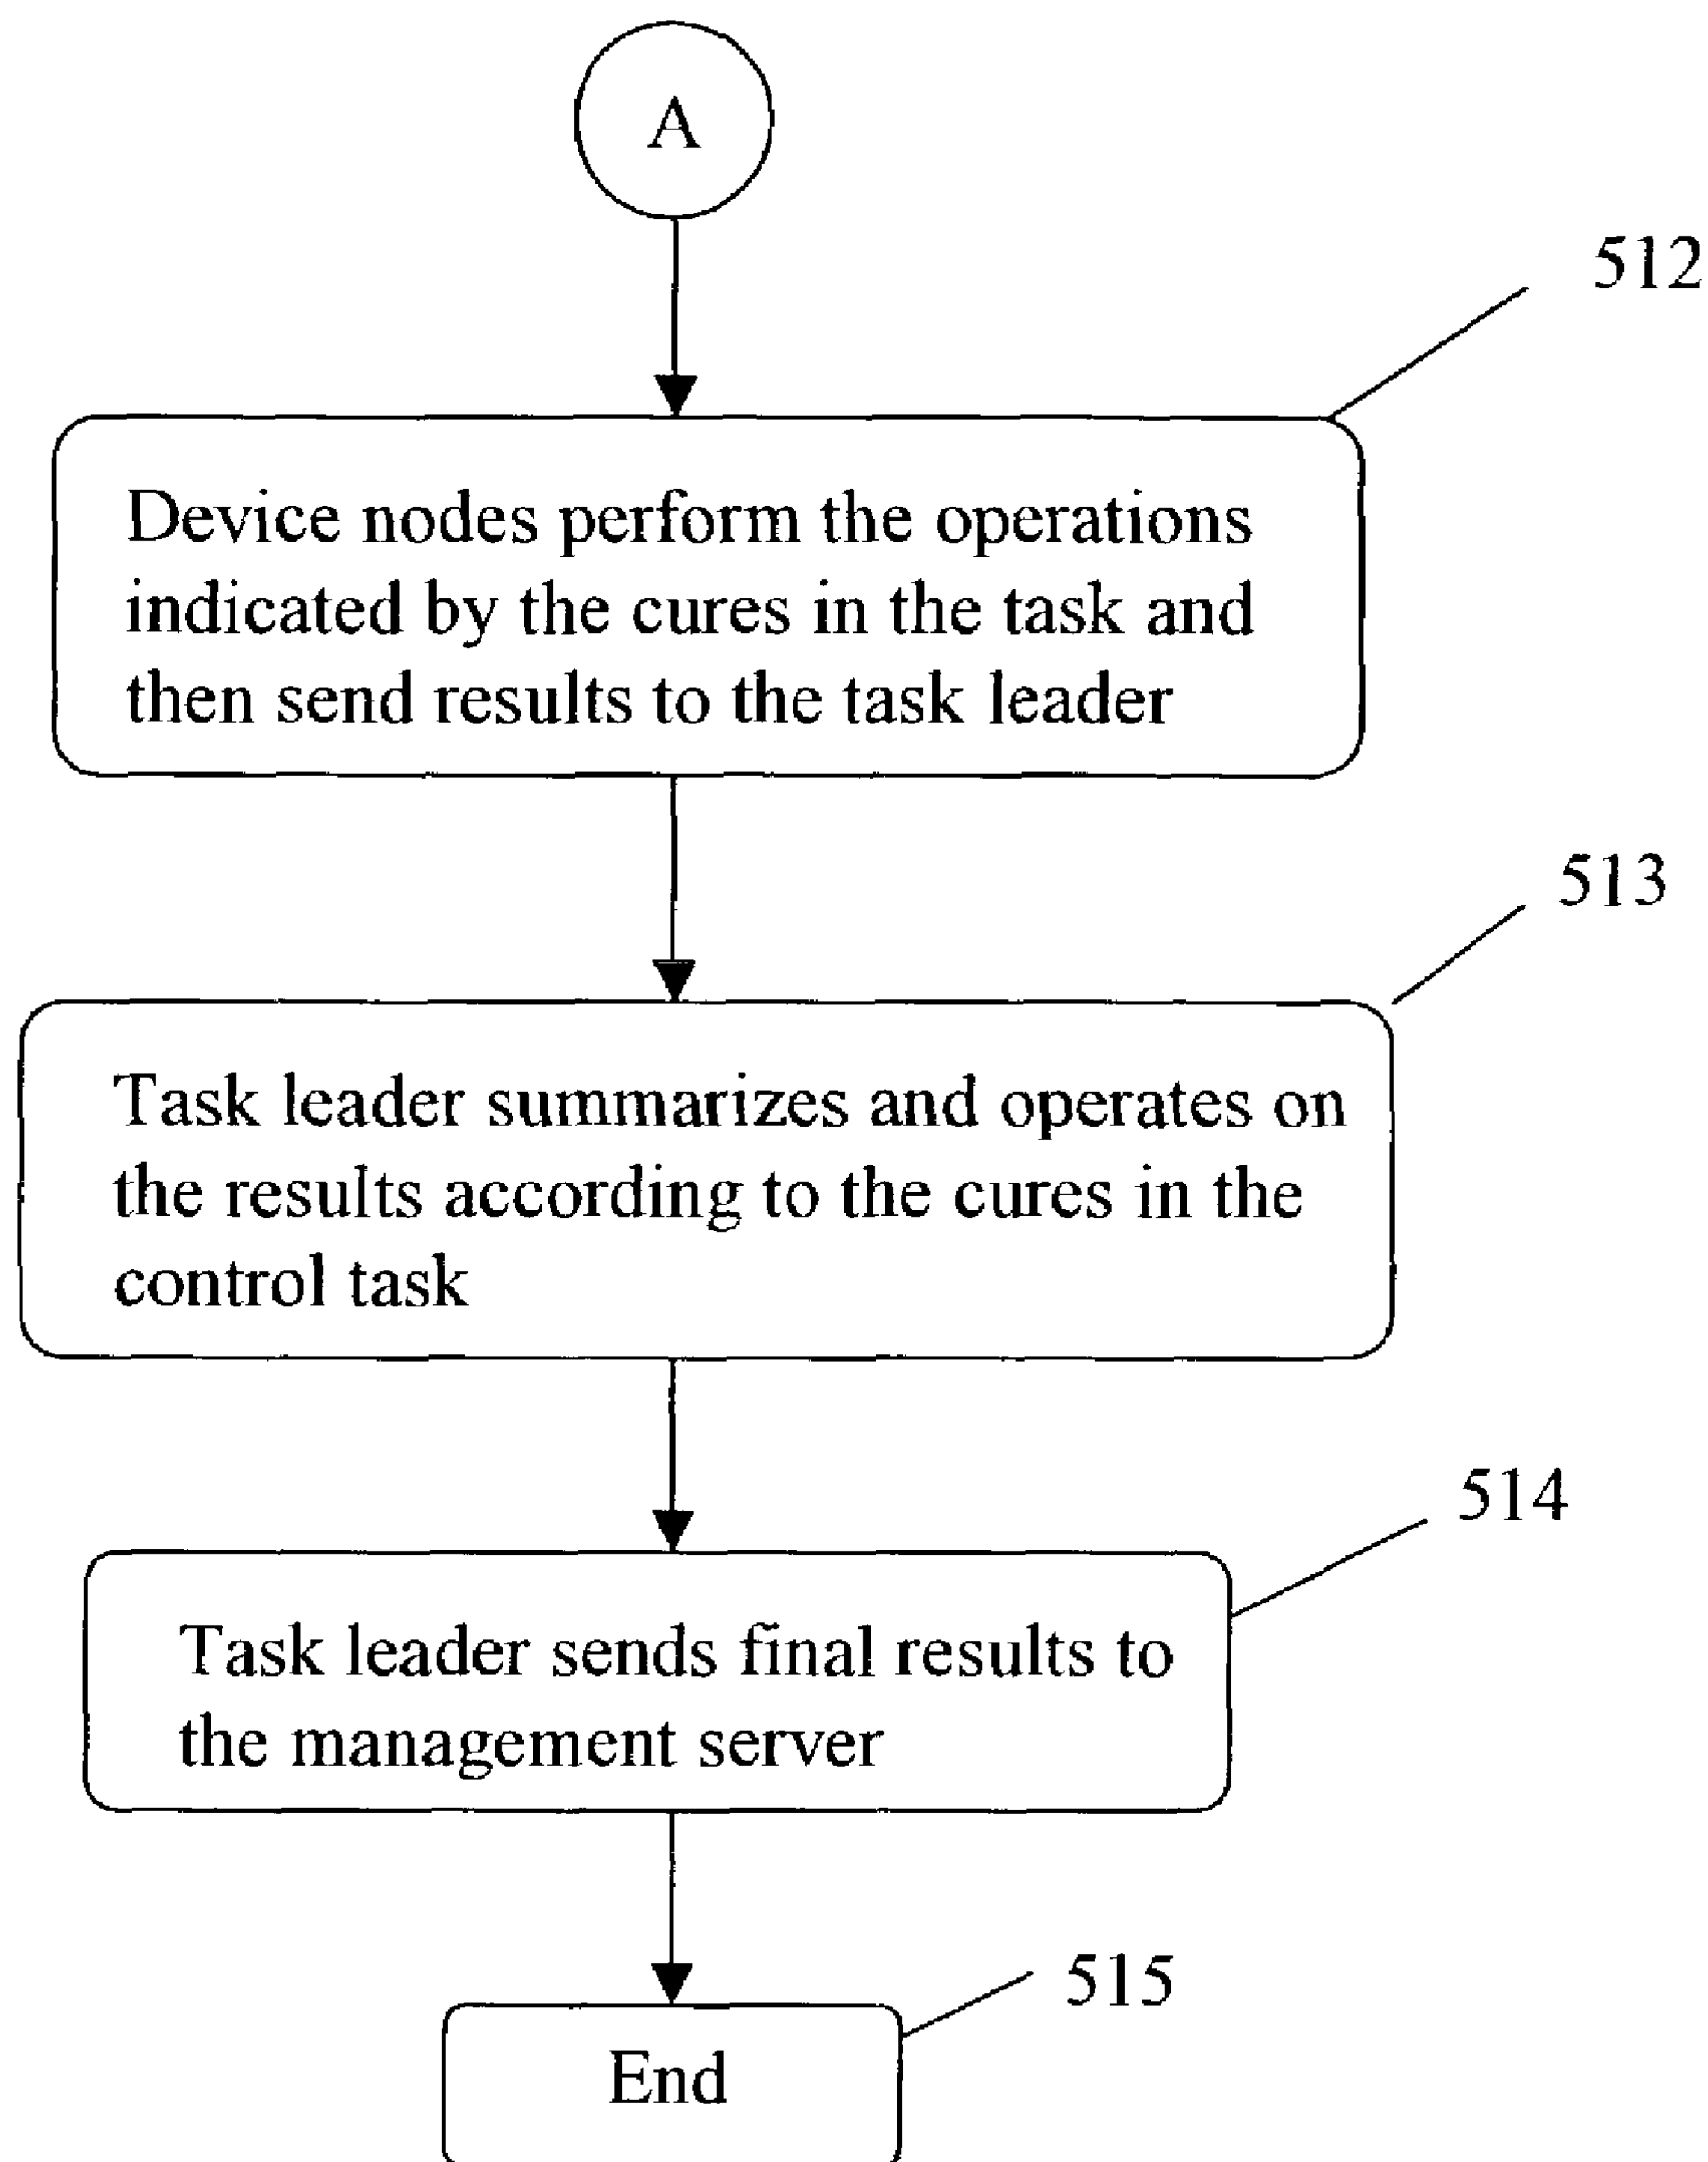 A
512
Device nodes perform the operations
indicated by the cures in the task and
then send results to the task leader
513
Task leader summarizes and operates on
the results according to the cures in the
control task
514
Task leader sends final results to
the management server
515
End